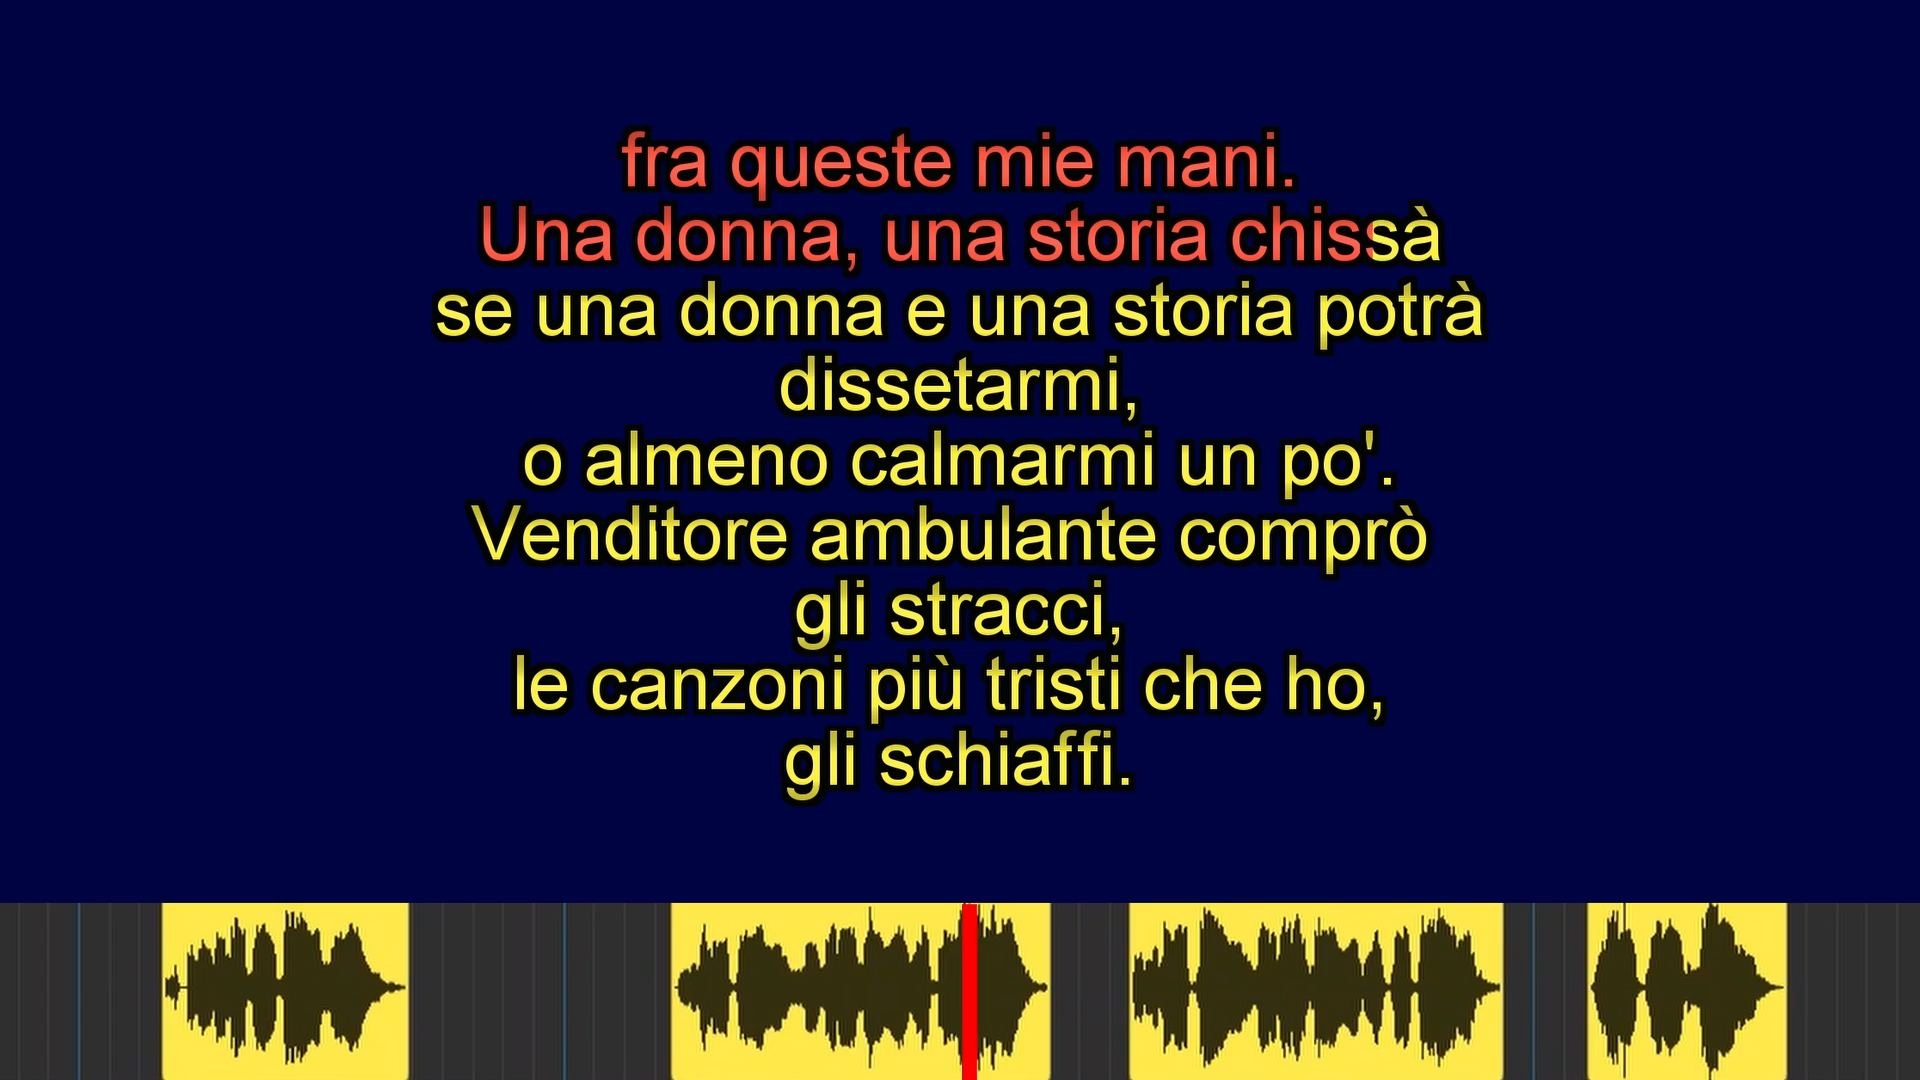 fra queste mie mani.
Una donna, una storia chissà
se una donna e una storia potrà
dissetarmi,
o almeno calmarmi un po'.
Venditore ambulante comprò
gli stracci,
le canzoni più tristi che ho,
gli schiaffi.